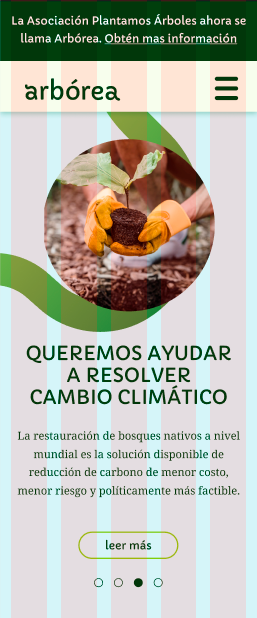 La Asociación Plantamos Árboles ahora se
llama Arbórea. Obtén mas información
arbórea
QUEREMOS AYUDAR
A RESOLVER
CAMBIO CLIMÁTICO
La restauración de bosques nativos a nivel
mundial es la solución disponible de
reducción de carbono de menor costo,
menor riesgo y políticamente más factible.
leer más